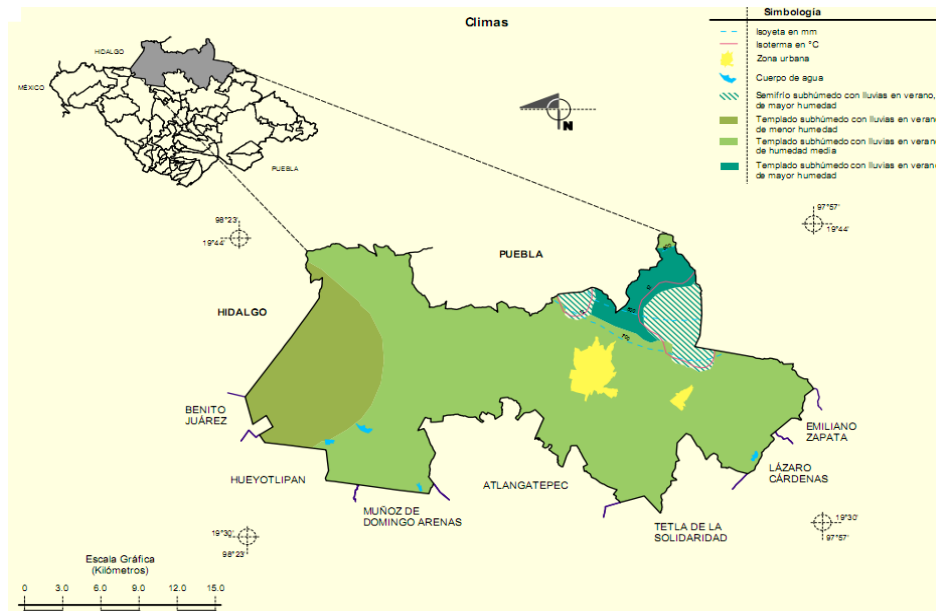 Climas
Simbología
Isoyeta en mm
Isoterma en °C
Zona urbana
Cuerpo de agua
Semifrío subhúmedo con lluvias en verano,
de mayor humedad
Templado subhúmedo con lluvias en verano
de menor humedad
Templado subhúmedo con lluvias en verano
de humedad media
Templado subhúmedo con lluvias en verano
de mayor humedad
HIDALGO
MÉXICO
PUEBLA
N
98°23'
19°44'
97°57'
19°44'
PUEBLA
HIDALGO
BENITO
JUÁREZ
HUEYOTLIPAN
MUÑOZ DE
DOMINGO ARENAS
ATLANGATEPEC
TETLA DE LA
SOLIDARIDAD
LÁZARO
CÁRDENAS
EMILIANO
ZAPATA
19°30'
98°23'
19°30'
97°57'
Escala Gráfica
(Kilómetros)
0 3.0 6.0 9.0 12.0 15.0